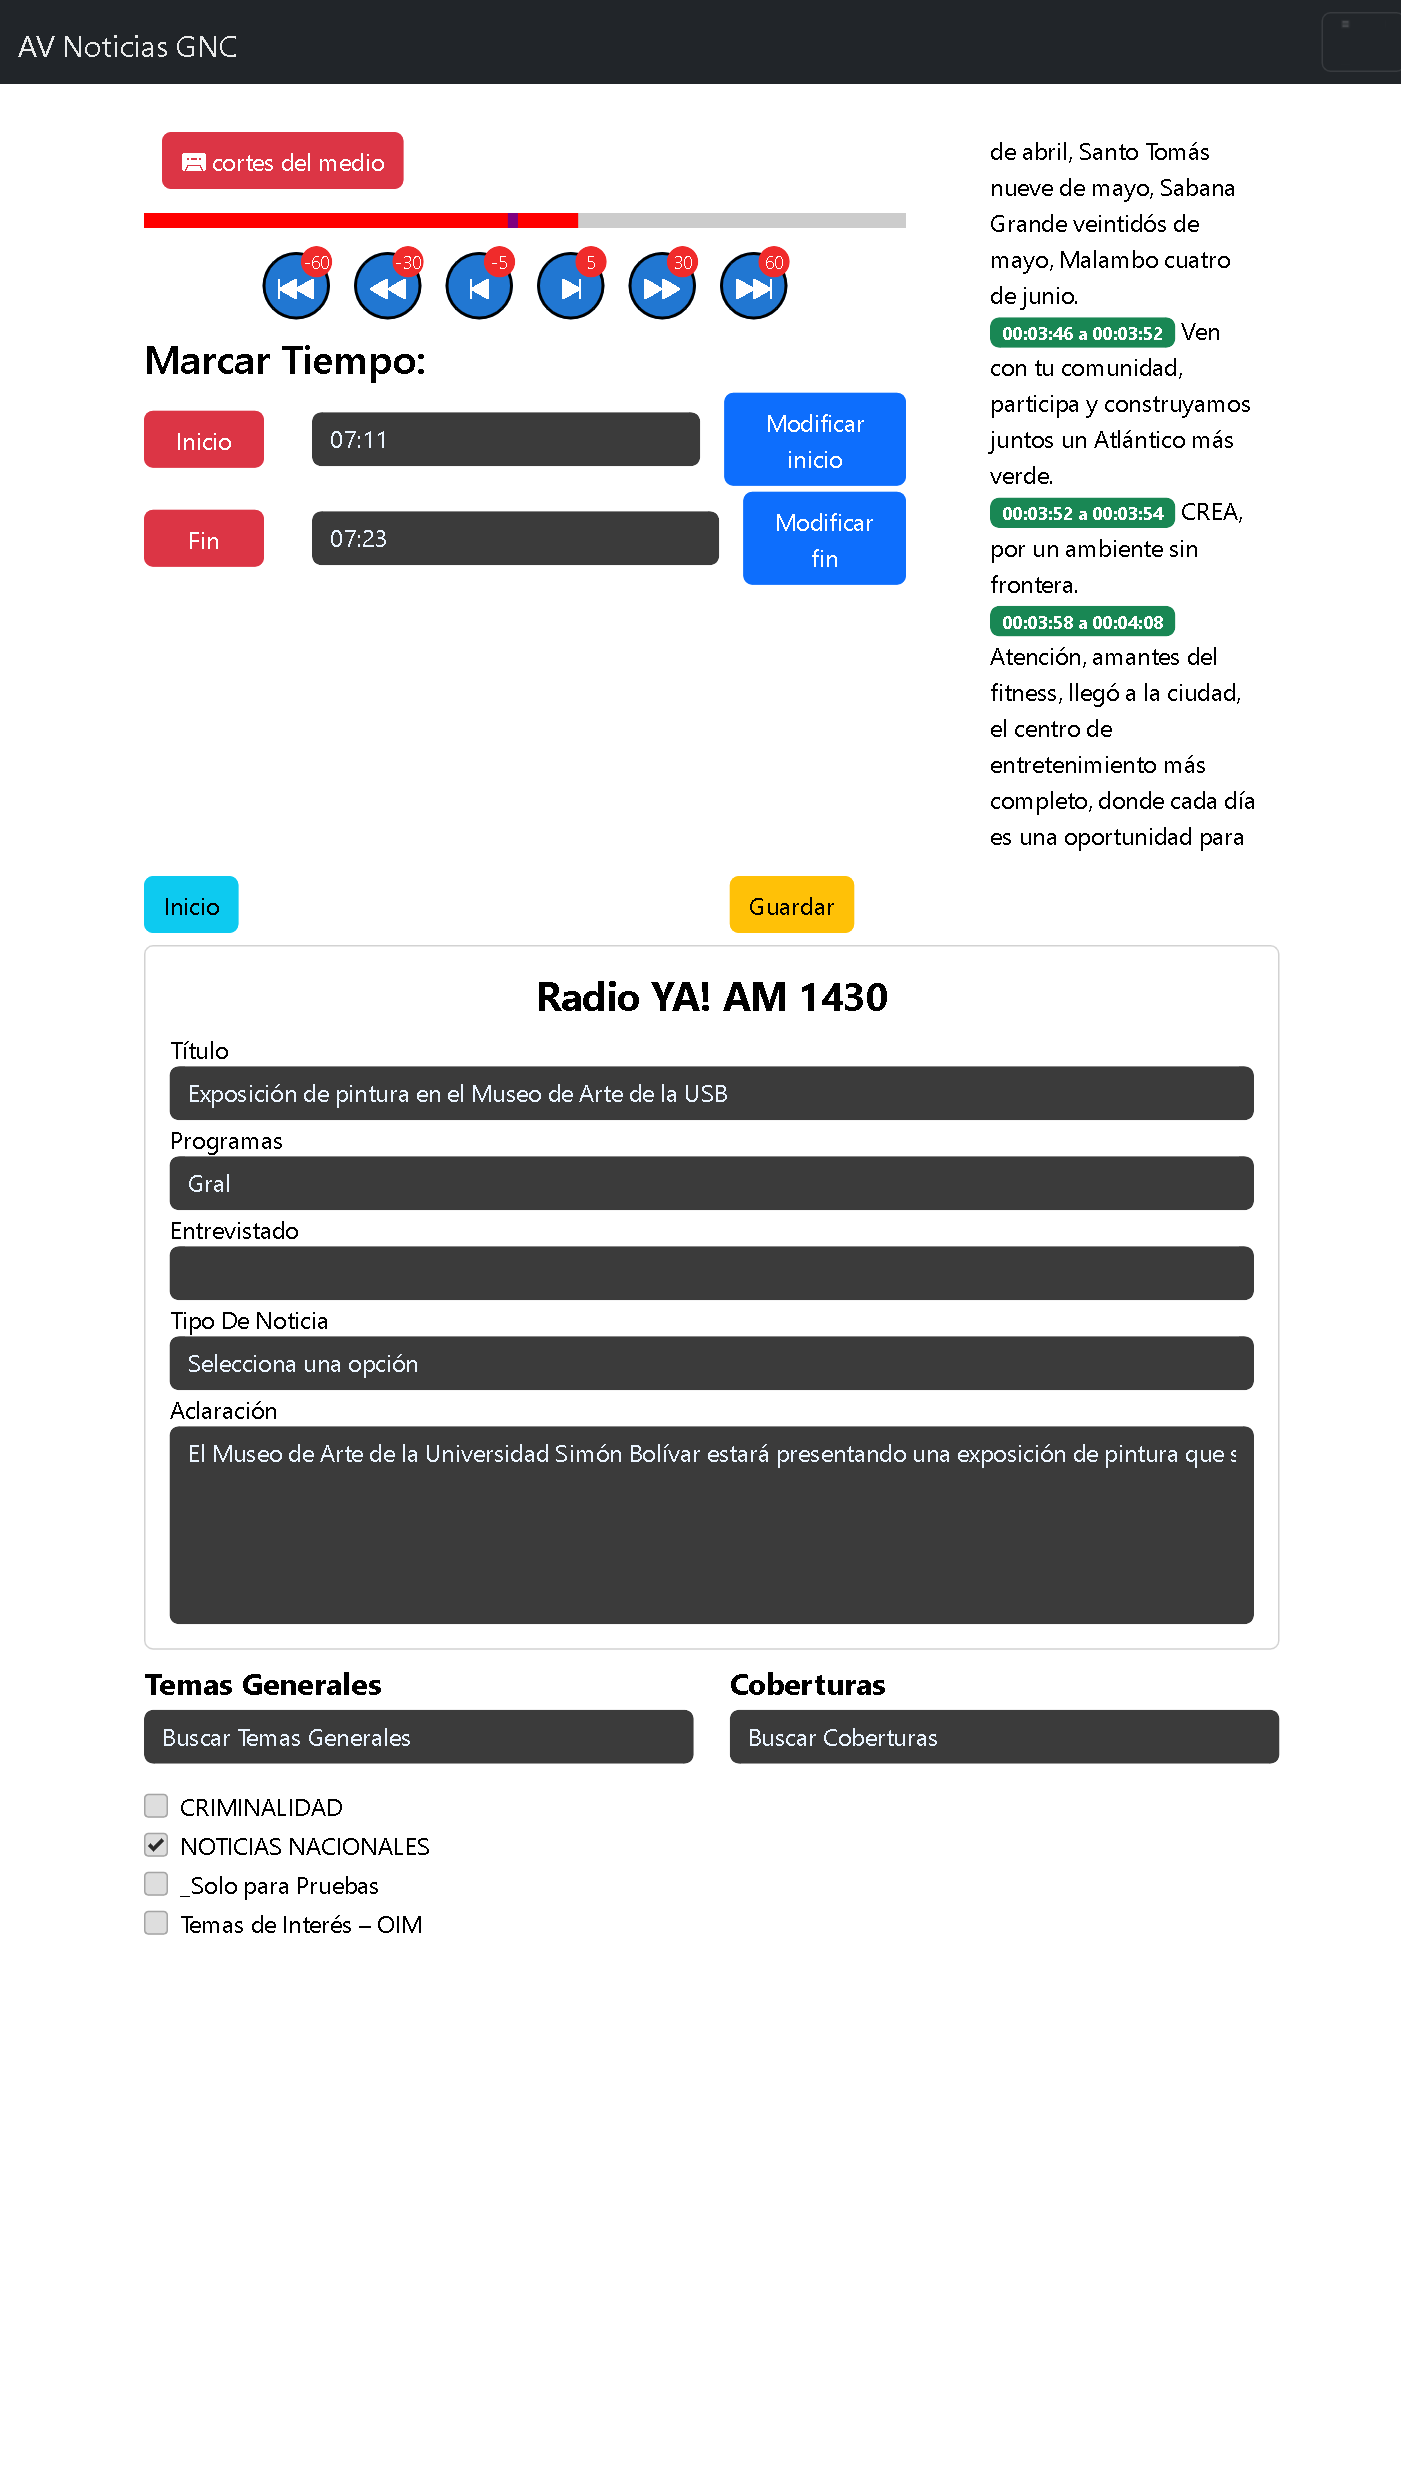 AV Noticias GNC
cortes del medio
-60
-30
-5
5
30
60
Marcar Tiempo:
Inicio
07:11
Modificar
inicio
Fin
07:23
Modificar
fin
de abril, Santo Tomás
nueve de mayo, Sabana
Grande veintidós de
mayo, Malambo cuatro
de junio.
00:03:46 a 00:03:52 Ven
con tu comunidad,
participa y construyamos
juntos un Atlántico más
verde.
00:03:52 a 00:03:54 CREA,
por un ambiente sin
frontera.
00:03:58 a 00:04:08
Atención, amantes del
fitness, llegó a la ciudad,
el centro de
entretenimiento más
completo, donde cada día
es una oportunidad para
Inicio
Guardar
Radio YA! AM 1430
Título
Exposición de pintura en el Museo de Arte de la USB
Programas
Gral
Entrevistado
Tipo De Noticia
Selecciona una opción
Aclaración
El Museo de Arte de la Universidad Simón Bolívar estará presentando una exposición de pintura que s
Temas Generales
Buscar Temas Generales
CRIMINALIDAD
NOTICIAS NACIONALES
_Solo para Pruebas
Temas de Interés – OIM
Coberturas
Buscar Coberturas